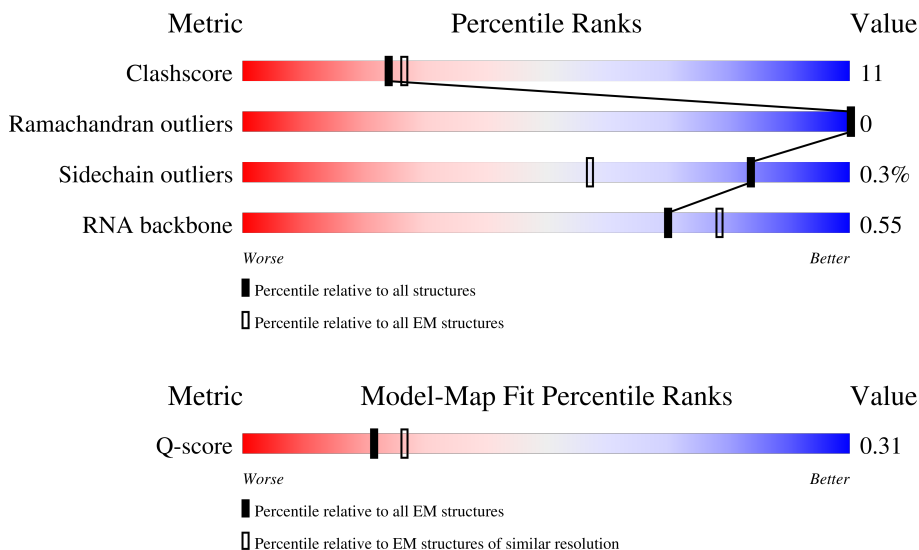 Metric Percentile Ranks Value
Clashscore 11
Ramachandran outliers 0
Sidechain outliers 0.3%
RNA backbone 0.55
Worse Better
Percentile relative to all structures
Percentile relative to all EM structures
Metric Model-Map Fit Percentile Ranks Value
Q-score 0.31
Worse Better
Percentile relative to all EM structures
Percentile relative to EM structures of similar resolution